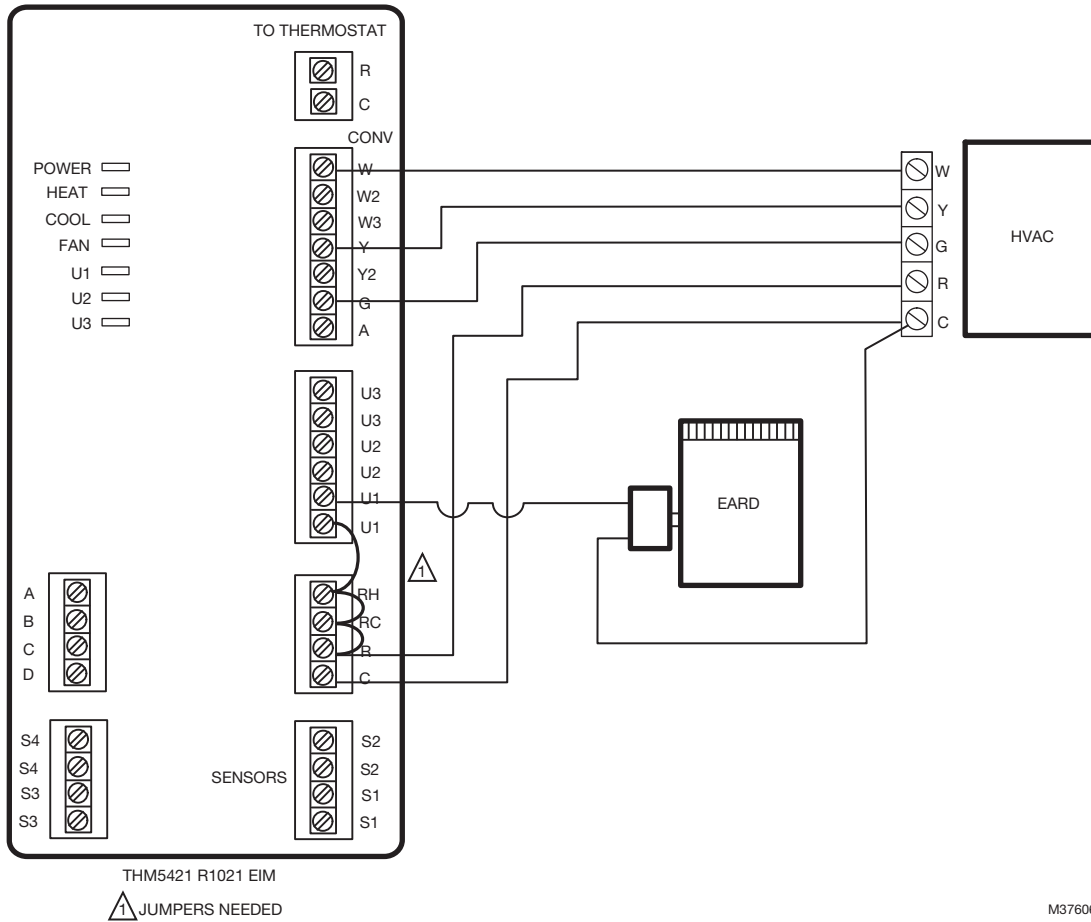 TO THERMOSTAT
R
C
CONV
W
W2
W3
Y
Y2
G
A
POWER
HEAT
COOL
FAN
U1
U2
U3
U3
U3
U2
U2
U1
U1
1
RH
RC
R
C
A
B
C
D
S4
S4
S3
S3
SENSORS
S2
S2
S1
S1
W
Y
G
R
C
HVAC
EARD
THM5421 R1021 EIM
1 JUMPERS NEEDED